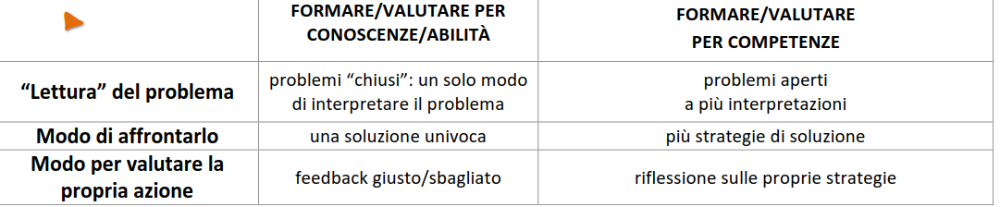 FORMARE/VALUTARE PER
CONOSCENZE/ABILITÀ
FORMARE/VALUTARE
PER COMPETENZE
“Lettura” del problema
problemi “chiusi”: un solo modo
di interpretare il problema
problemi aperti
a più interpretazioni
Modo di affrontarlo
una soluzione univoca
più strategie di soluzione
Modo per valutare la
propria azione
feedback giusto/sbagliato
riflessione sulle proprie strategie